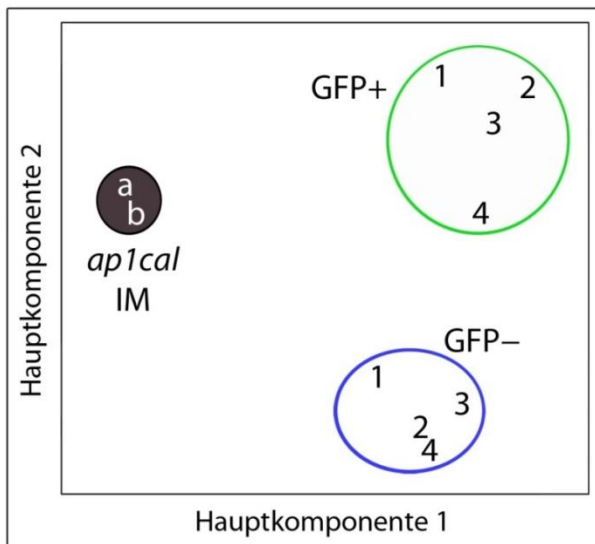 Hauptkomponente 2
GFP+
1
2
3
4
a
b
ap1cal
IM
GFP–
1
3
2
4
Hauptkomponente 1